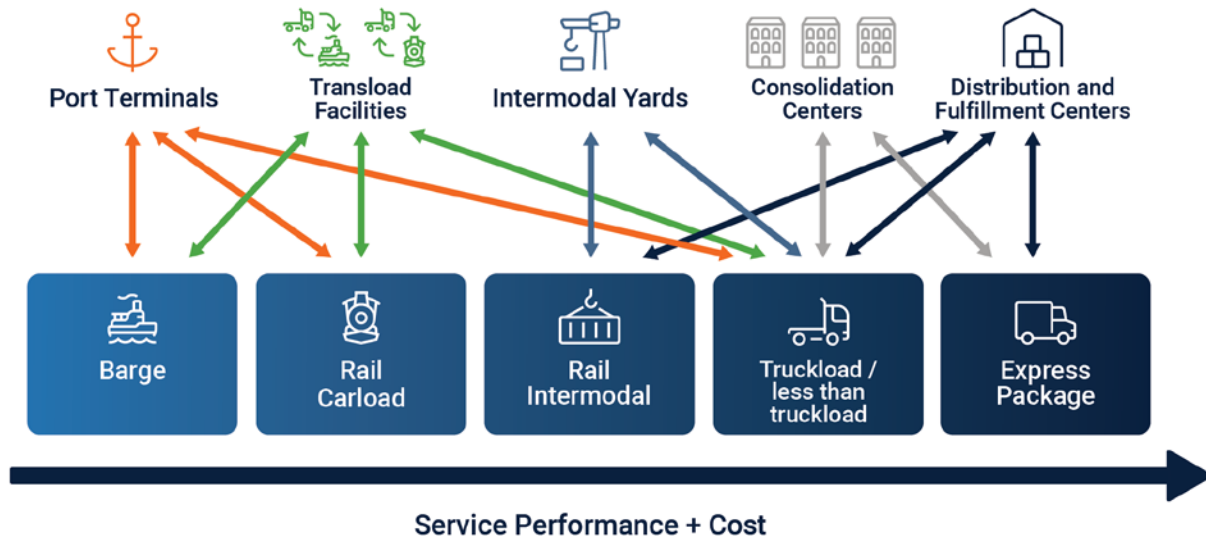 Port Terminals
Transload
Facilities
Intermodal Yards
Consolidation
Centers
Distribution and
Fulfillment Centers
Barge
Rail
Carload
Rail
Intermodal
Truckload /
less than
truckload
Express
Package
Service Performance + Cost